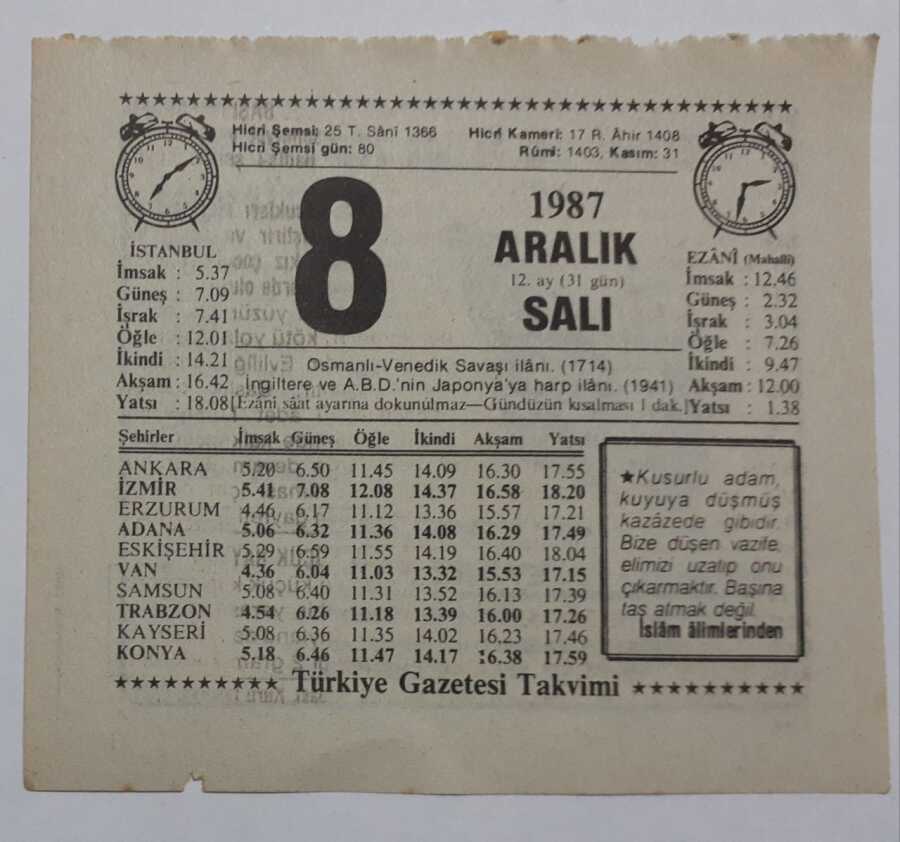 Hicri Şemsi: 25 T. Sâni 1366
Hicri Şemsi gün: 80
Hicri Kameri: 17 R. Âhir 1408
Rûmi: 1403, Kasım: 31
8
1987
ARALIK
12. ay (31 gün)
SALI
İSTANBUL
İmsak : 5.37
Güneş : 7.09
İşrak : 7.41
Öğle : 12.01
İkindi : 14.21
Akşam : 16.42
Yatsı : 18.08
EZÂNÎ (Mahallî)
İmsak : 12.46
Güneş : 2.32
İşrak : 3.04
Öğle : 7.26
İkindi : 9.47
Akşam : 12.00
Yatsı : 1.38
Osmanlı-Venedik Savaşı ilânı. (1714)
İngiltere ve A.B.D.'nin Japonya'ya harp ilânı. (1941)
[Ezânî sâat ayarına dokunulmaz—Gündüzün kısalması 1 dak.]
Şehirler İmsak Güneş Öğle İkindi Akşam Yatsı
ANKARA 5.20 6.50 11.45 14.09 16.30 17.55
İZMİR 5.41 7.08 12.08 14.37 16.58 18.20
ERZURUM 4.46 6.17 11.12 13.36 15.57 17.21
ADANA 5.06 6.32 11.36 14.08 16.29 17.49
ESKİŞEHİR 5.29 6.59 11.55 14.19 16.40 18.04
VAN 4.36 6.04 11.03 13.32 15.53 17.15
SAMSUN 5.08 6.40 11.31 13.52 16.13 17.39
TRABZON 4.54 6.26 11.18 13.39 16.00 17.26
KAYSERİ 5.08 6.36 11.35 14.02 16.23 17.46
KONYA 5.18 6.46 11.47 14.17 16.38 17.59
★Kusurlu adam,
kuyuya düşmüş
kazâzede gibidir.
Bize düşen vazife,
elimizi uzatıp onu
çıkarmaktır. Başına
taş atmak değil.
İslâm âlimlerinden
Türkiye Gazetesi Takvimi